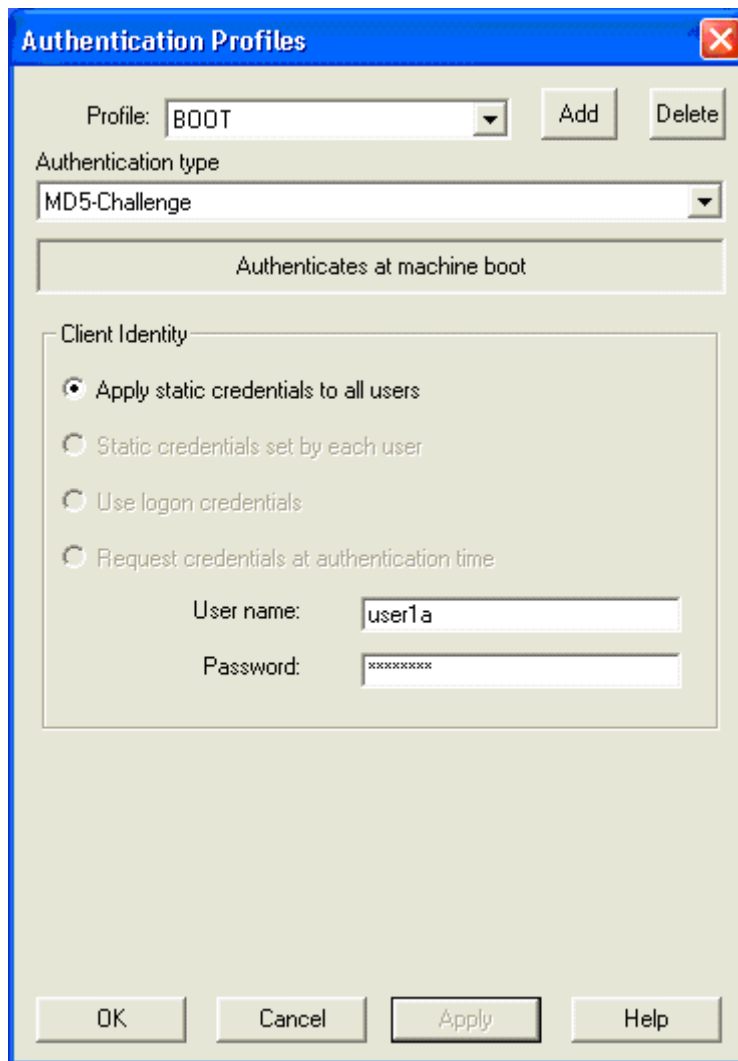 Authentication Profiles
Profile: BOOT Add Delete
Authentication type
MD5-Challenge
Authenticates at machine boot
Client Identity
Apply static credentials to all users
Static credentials set by each user
Use logon credentials
Request credentials at authentication time
User name: user1a
Password: ********
OK Cancel Apply Help